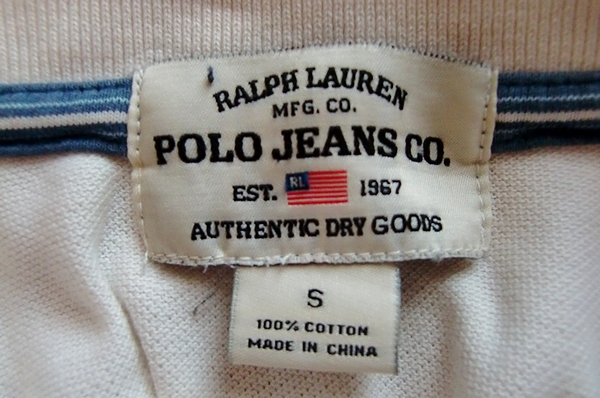 RALPH LAUREN
MFG. CO.
POLO JEANS CO.
EST. RL 1967
AUTHENTIC DRY GOODS
S
100% COTTON
MADE IN CHINA